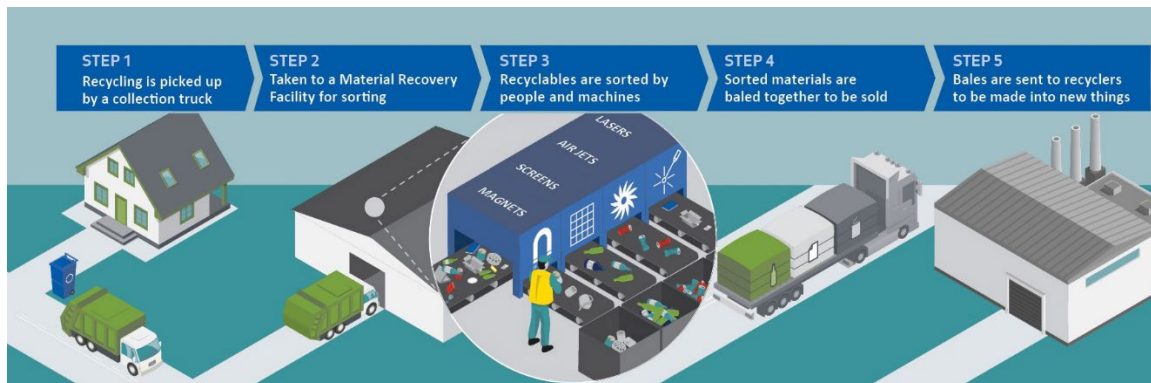 STEP 1
Recycling is picked up
by a collection truck
STEP 2
Taken to a Material Recovery
Facility for sorting
STEP 3
Recyclables are sorted by
people and machines
STEP 4
Sorted materials are
baled together to be sold
STEP 5
Bales are sent to recyclers
to be made into new things
LASERS
AIR JETS
SCREENS
MAGNETS